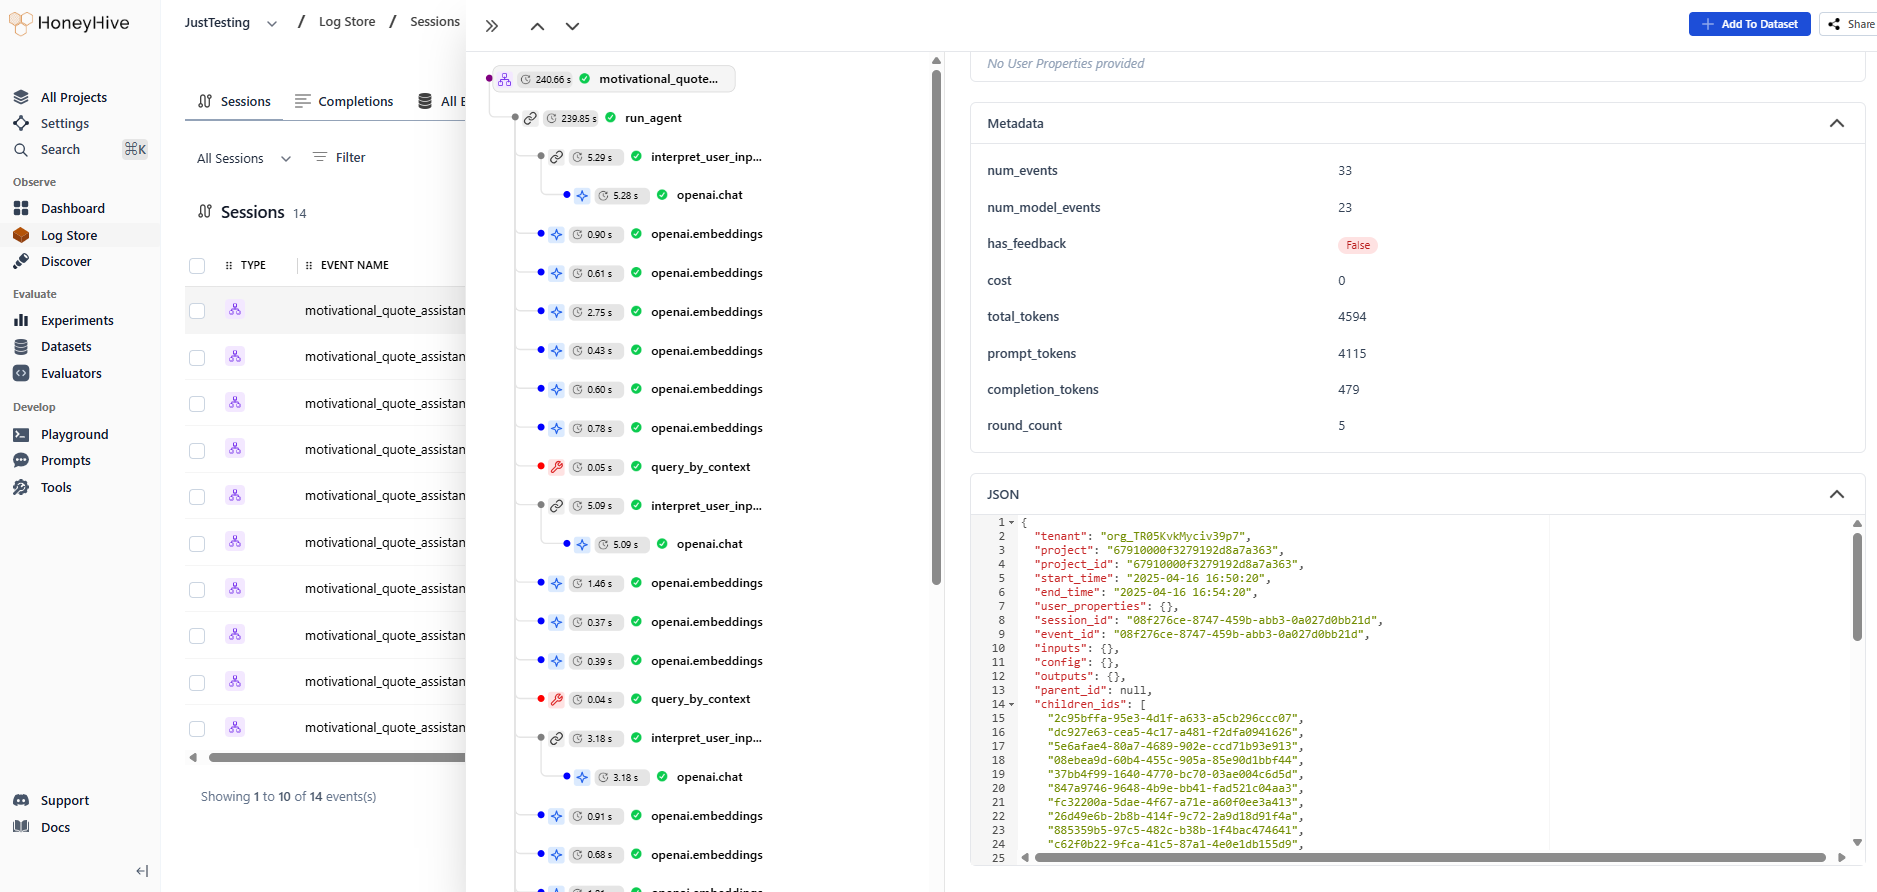 HoneyHive
All Projects
Settings
Search
⌘K
Observe
Dashboard
Log Store
Discover
Evaluate
Experiments
Datasets
Evaluators
Develop
Playground
Prompts
Tools
Support
Docs
JustTesting / Log Store / Sessions
Sessions
Completions
All E
All Sessions
Filter
Sessions 14
TYPE
EVENT NAME
motivational_quote_assistan
motivational_quote_assistan
motivational_quote_assistan
motivational_quote_assistan
motivational_quote_assistan
motivational_quote_assistan
motivational_quote_assistan
motivational_quote_assistan
motivational_quote_assistan
motivational_quote_assistan
Showing 1 to 10 of 14 events(s)
240.66 s motivational_quote...
239.85 s run_agent
5.29 s interpret_user_inp...
5.28 s openai.chat
0.90 s openai.embeddings
0.61 s openai.embeddings
2.75 s openai.embeddings
0.43 s openai.embeddings
0.60 s openai.embeddings
0.78 s openai.embeddings
0.05 s query_by_context
5.09 s interpret_user_inp...
5.09 s openai.chat
1.46 s openai.embeddings
0.37 s openai.embeddings
0.39 s openai.embeddings
0.04 s query_by_context
3.18 s interpret_user_inp...
3.18 s openai.chat
0.91 s openai.embeddings
0.68 s openai.embeddings
Add To Dataset
Share
No User Properties provided
Metadata
num_events 33
num_model_events 23
has_feedback False
cost 0
total_tokens 4594
prompt_tokens 4115
completion_tokens 479
round_count 5
JSON
1 {
2 "tenant": "org_TR05KvkMyciv39p7",
3 "project": "67910000f3279192d8a7a363",
4 "project_id": "67910000f3279192d8a7a363",
5 "start_time": "2025-04-16 16:50:20",
6 "end_time": "2025-04-16 16:54:20",
7 "user_properties": {},
8 "session_id": "08f276ce-8747-459b-abb3-0a027d0bb21d",
9 "event_id": "08f276ce-8747-459b-abb3-0a027d0bb21d",
10 "inputs": {},
11 "config": {},
12 "outputs": {},
13 "parent_id": null,
14 "children_ids": [
15 "2c95bffa-95e3-4d1f-a633-a5cb296ccc07",
16 "dc927e63-cea5-4c17-a481-f2dfa0941626",
17 "5e6afae4-80a7-4689-902e-ccd71b93e913",
18 "08ebea9d-60b4-455c-905a-85e90d1bbf44",
19 "37bb4f99-1640-4770-bc70-03ae004c6d5d",
20 "847a9746-9648-4b9e-bb41-fad521c04aa3",
21 "fc32200a-5dae-4f67-a71e-a60f0ee3a413",
22 "26d49e6b-2b8b-414f-9c72-2a9d18d91f4a",
23 "885359b5-97c5-482c-b38b-1f4bac474641",
24 "c62f0b22-9fca-41c5-87a1-4e0e1db155d9",
25